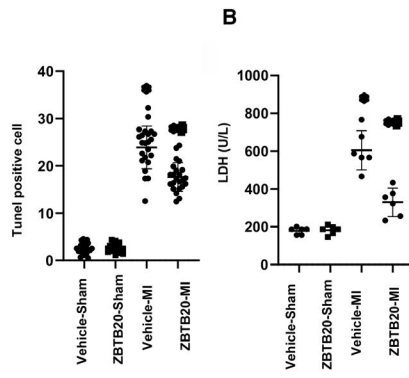 B
Tunel positive cell
40
30
20
10
0
Vehicle-Sham
ZBTB20-Sham
Vehicle-MI
ZBTB20-MI
LDH (U/L)
1000
800
600
400
200
0
Vehicle-Sham
ZBTB20-Sham
Vehicle-MI
ZBTB20-MI